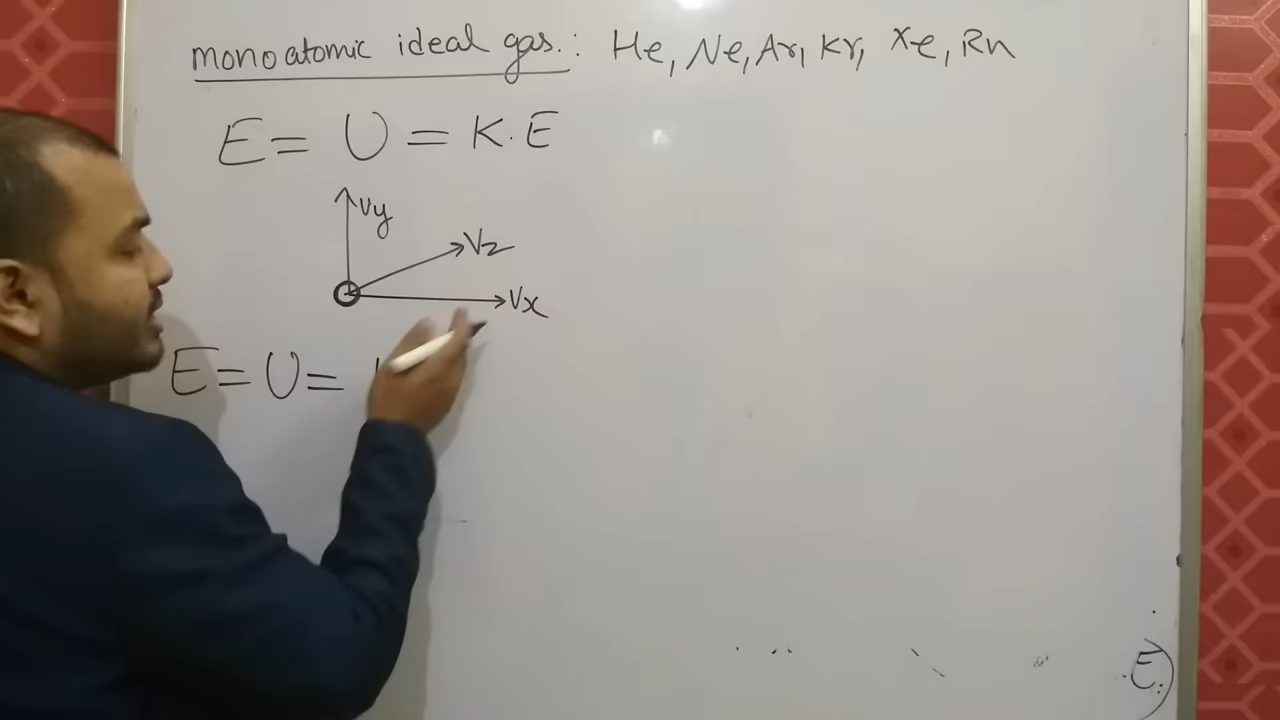 monoatomic ideal gas.: He, Ne, Ar, Kr, Xe, Rn
E = U = K.E
Vy
Vz
Vx
E = U =
E